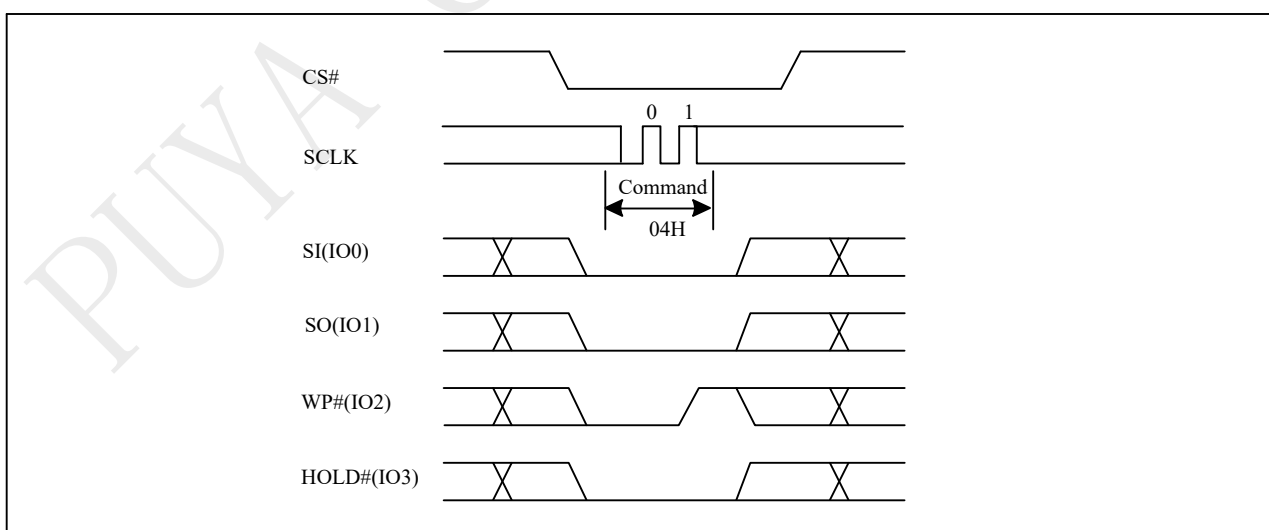 CS#
0 1
SCLK
Command
04H
SI(IO0)
SO(IO1)
WP#(IO2)
HOLD#(IO3)
PUYA